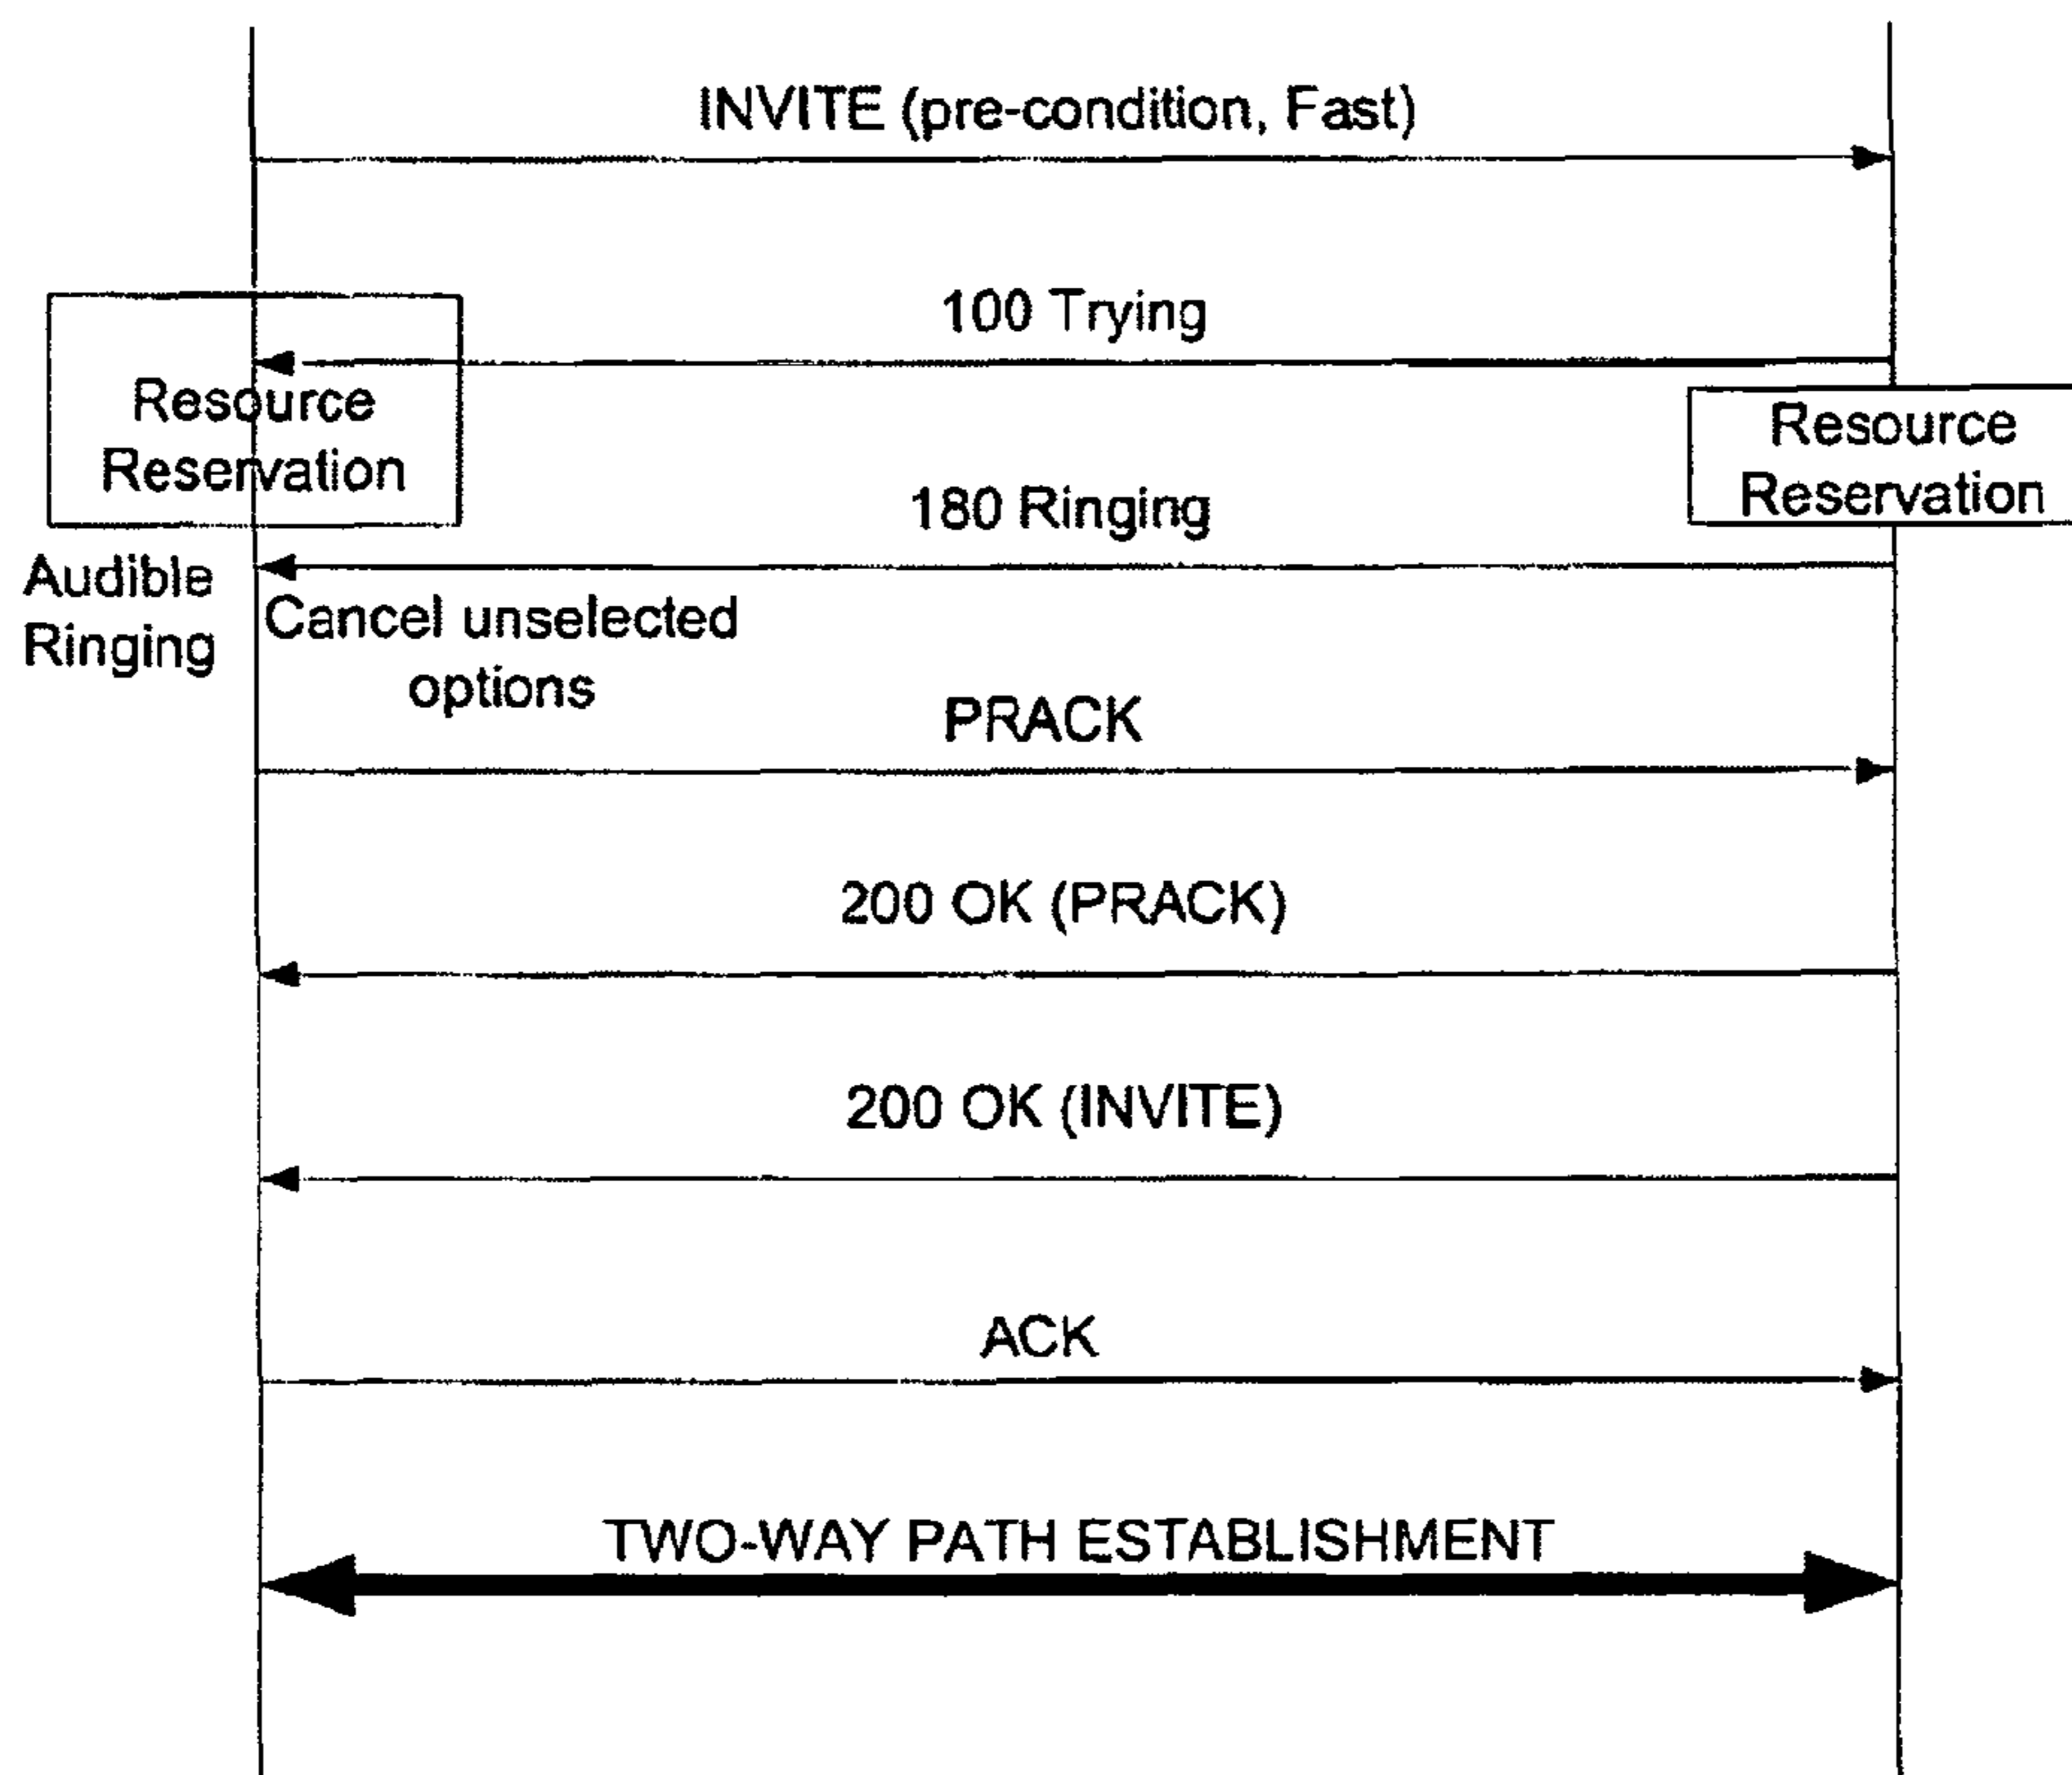 INVITE (pre-condition, Fast)
100 Trying
Resource
Reservation
Resource
Reservation
180 Ringing
Audible
Ringing
Cancel unselected
options
PRACK
200 OK (PRACK)
200 OK (INVITE)
ACK
TWO-WAY PATH ESTABLISHMENT